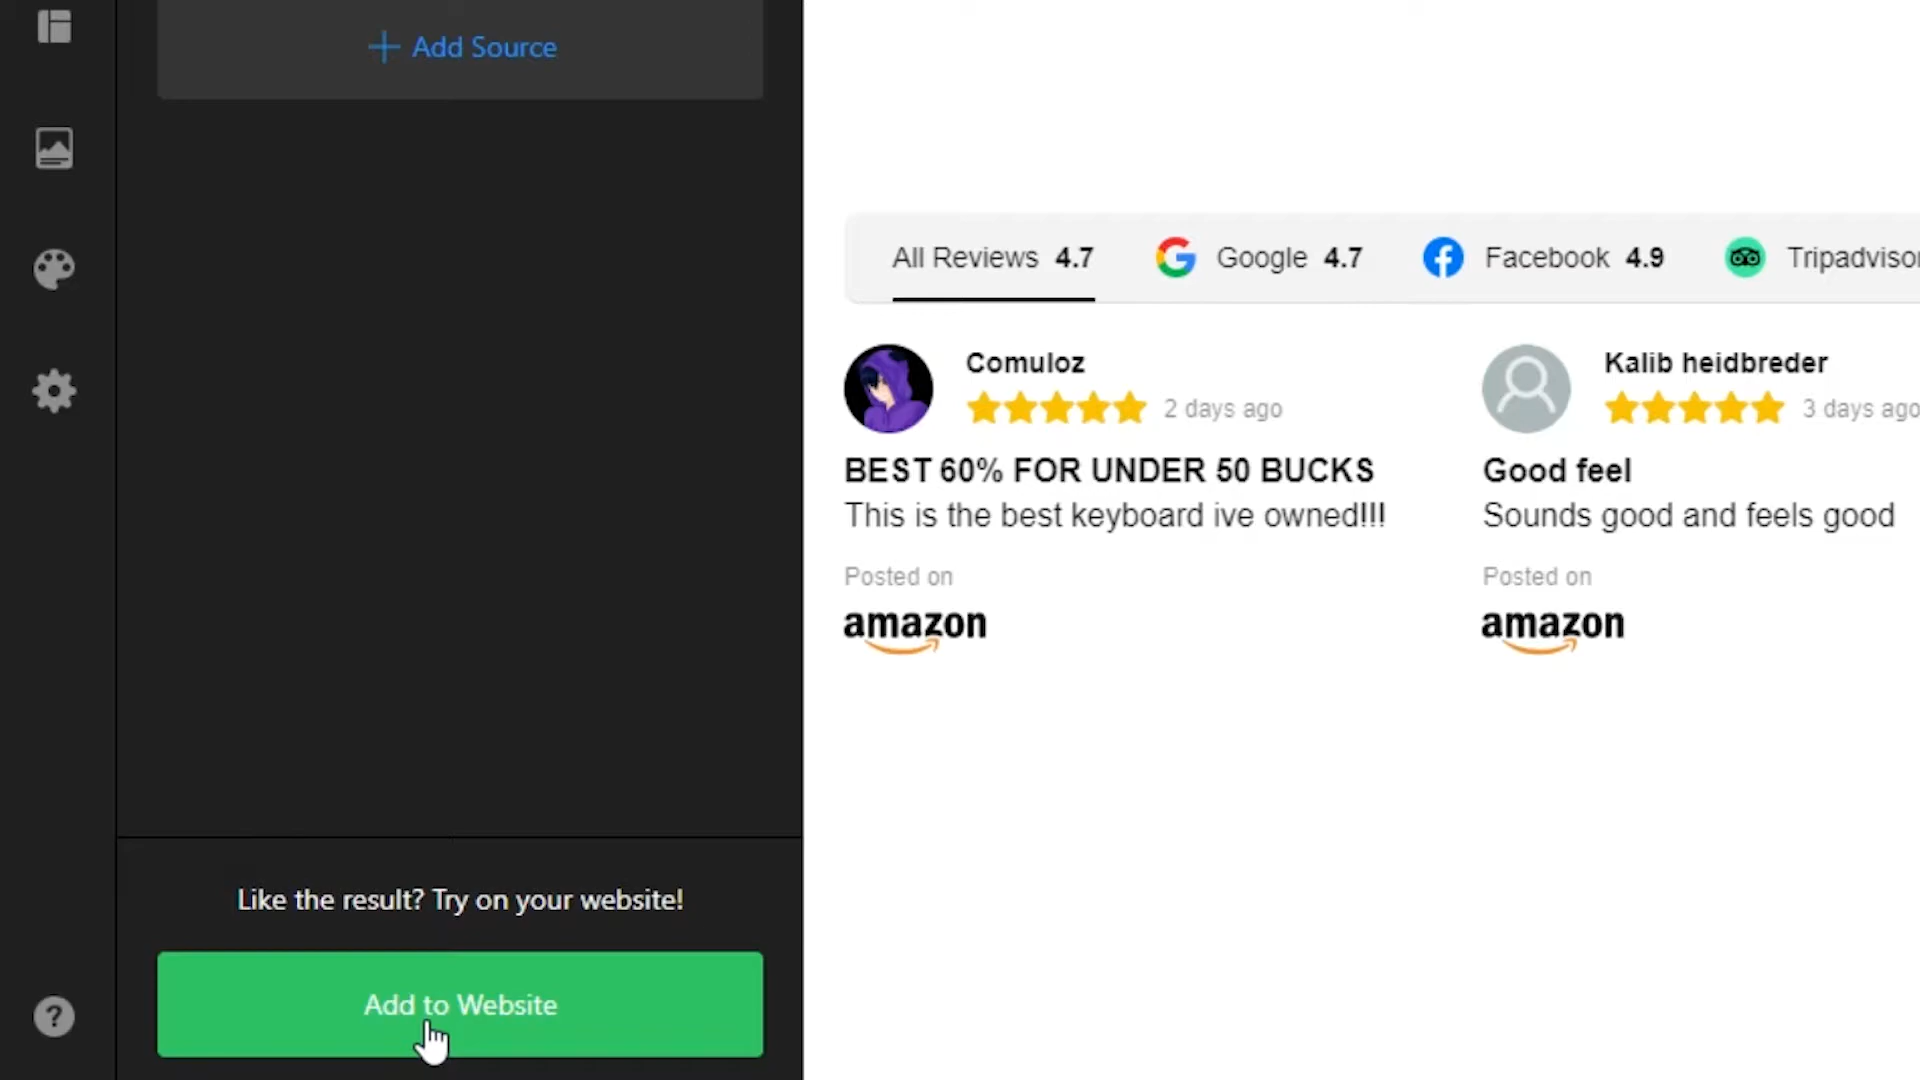 Add Source
All Reviews 4.7 Google 4.7 Facebook 4.9 Tripadvisor
Comuloz
2 days ago
BEST 60% FOR UNDER 50 BUCKS
This is the best keyboard ive owned!!!
Posted on
amazon
Kalib heidbreder
3 days ago
Good feel
Sounds good and feels good
Posted on
amazon
Like the result? Try on your website!
Add to Website
?